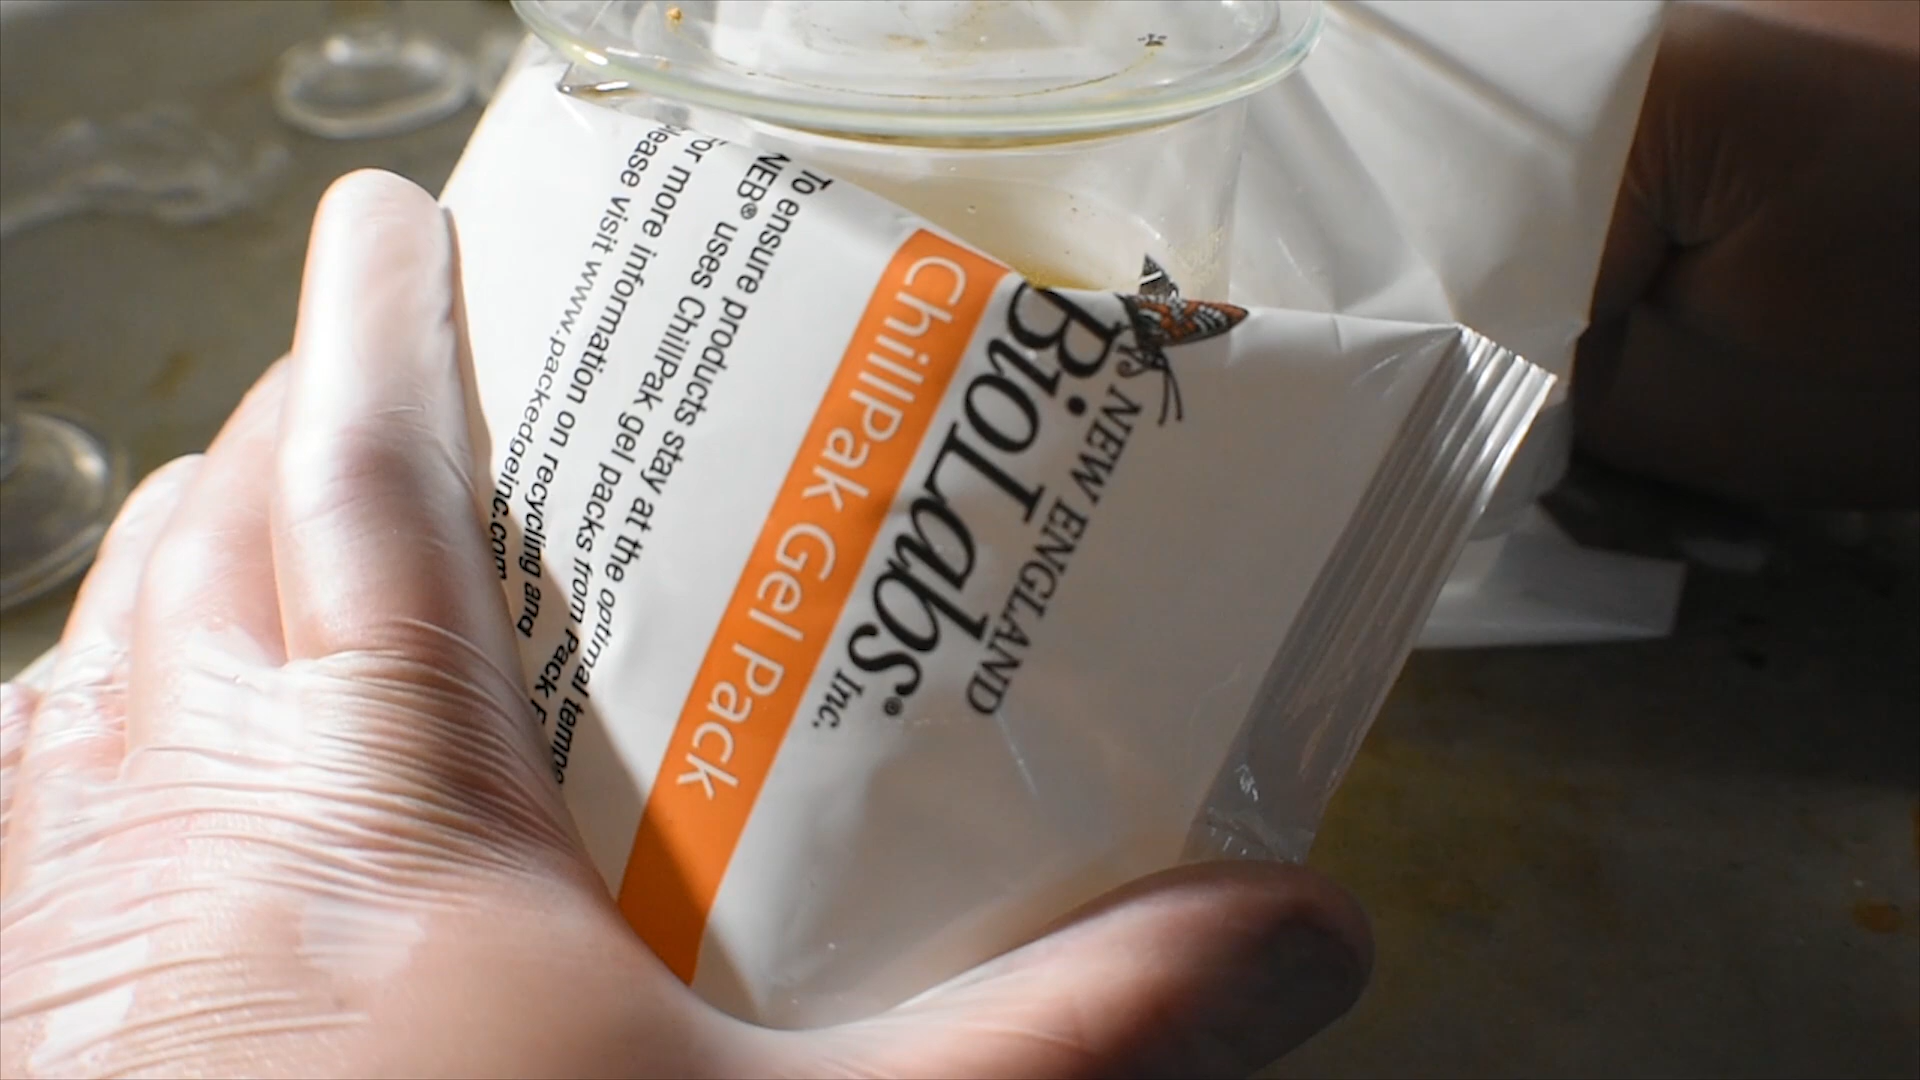 NEW ENGLAND
BioLabs® Inc.
ChillPak Gel Pack
To ensure products stay at the optimal
NEB® uses ChillPak gel packs from Pack
For more information on recycling and
please visit www.packedgeinc.com